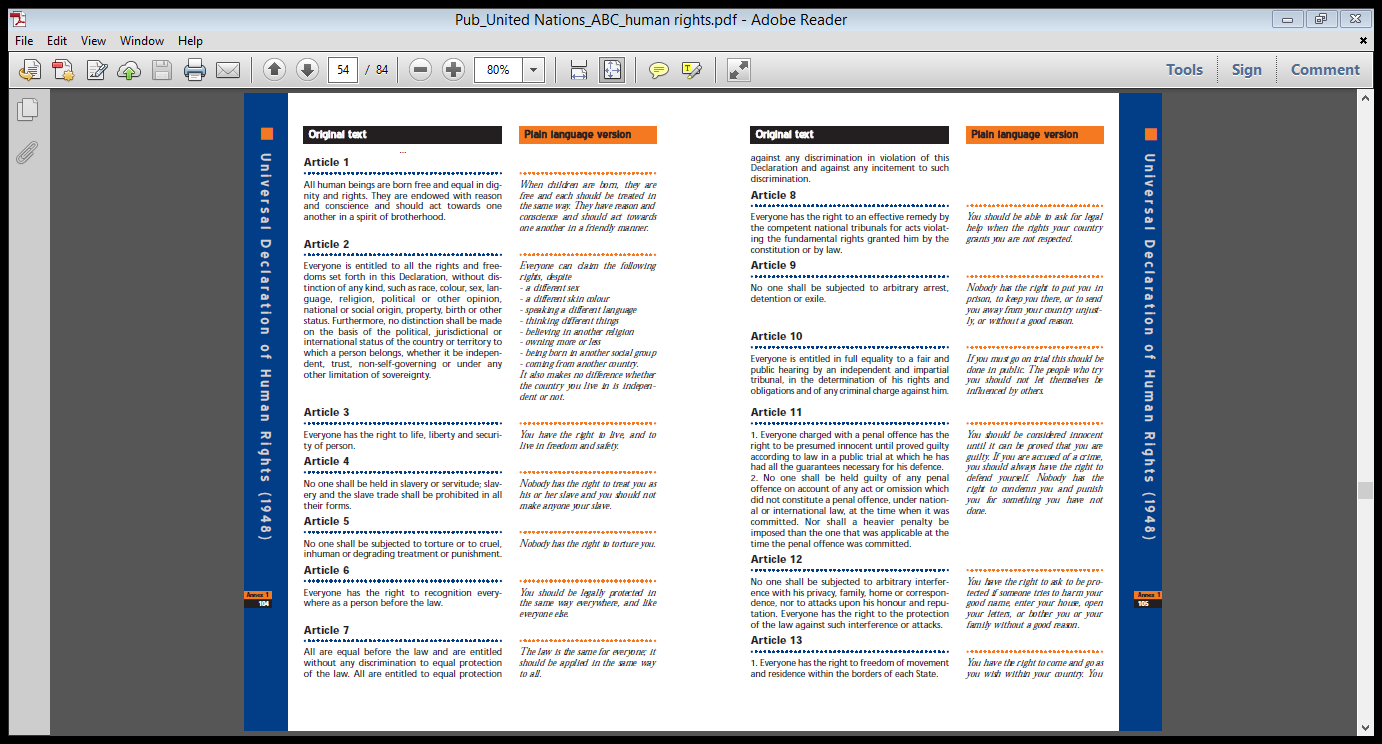 Pub_United Nations_ABC_human rights.pdf - Adobe Reader
File Edit View Window Help
54 / 84
80%
Tools Sign Comment
Universal Declaration of Human Rights (1948)
Annex 1
104
Original text
Plain language version
...
Article 1
All human beings are born free and equal in dig-
nity and rights. They are endowed with reason
and conscience and should act towards one
another in a spirit of brotherhood.
When children are born, they are
free and each should be treated in
the same way. They have reason and
conscience and should act towards
one another in a friendly manner.
Article 2
Everyone is entitled to all the rights and free-
doms set forth in this Declaration, without dis-
tinction of any kind, such as race, colour, sex, lan-
guage, religion, political or other opinion,
national or social origin, property, birth or other
status. Furthermore, no distinction shall be made
on the basis of the political, jurisdictional or
international status of the country or territory to
which a person belongs, whether it be indepen-
dent, trust, non-self-governing or under any
other limitation of sovereignty.
Everyone can claim the following
rights, despite
- a different sex
- a different skin colour
- speaking a different language
- thinking different things
- believing in another religion
- owning more or less
- being born in another social group
- coming from another country.
It also makes no difference whether
the country you live in is indepen-
dent or not.
Article 3
Everyone has the right to life, liberty and securi-
ty of person.
You have the right to live, and to
live in freedom and safety.
Article 4
No one shall be held in slavery or servitude; slav-
ery and the slave trade shall be prohibited in all
their forms.
Nobody has the right to treat you as
his or her slave and you should not
make anyone your slave.
Article 5
No one shall be subjected to torture or to cruel,
inhuman or degrading treatment or punishment.
Nobody has the right to torture you.
Article 6
Everyone has the right to recognition every-
where as a person before the law.
You should be legally protected in
the same way everywhere, and like
everyone else.
Article 7
All are equal before the law and are entitled
without any discrimination to equal protection
of the law. All are entitled to equal protection
The law is the same for everyone; it
should be applied in the same way
to all.
Original text
Plain language version
against any discrimination in violation of this
Declaration and against any incitement to such
discrimination.
Article 8
Everyone has the right to an effective remedy by
the competent national tribunals for acts violat-
ing the fundamental rights granted him by the
constitution or by law.
You should be able to ask for legal
help when the rights your country
grants you are not respected.
Article 9
No one shall be subjected to arbitrary arrest,
detention or exile.
Nobody has the right to put you in
prison, to keep you there, or to send
you away from your country unjust-
ly, or without a good reason.
Article 10
Everyone is entitled in full equality to a fair and
public hearing by an independent and impartial
tribunal, in the determination of his rights and
obligations and of any criminal charge against him.
If you must go on trial this should be
done in public. The people who try
you should not let themselves be
influenced by others.
Article 11
1. Everyone charged with a penal offence has the
right to be presumed innocent until proved guilty
according to law in a public trial at which he has
had all the guarantees necessary for his defence.
2. No one shall be held guilty of any penal
offence on account of any act or omission which
did not constitute a penal offence, under nation-
al or international law, at the time when it was
committed. Nor shall a heavier penalty be
imposed than the one that was applicable at the
time the penal offence was committed.
You should be considered innocent
until it can be proved that you are
guilty. If you are accused of a crime,
you should always have the right to
defend yourself. Nobody has the
right to condemn you and punish
you for something you have not
done.
Article 12
No one shall be subjected to arbitrary interfer-
ence with his privacy, family, home or correspon-
dence, nor to attacks upon his honour and repu-
tation. Everyone has the right to the protection
of the law against such interference or attacks.
You have the right to ask to be pro-
tected if someone tries to harm your
good name, enter your house, open
your letters, or bother you or your
family without a good reason.
Article 13
1. Everyone has the right to freedom of movement
and residence within the borders of each State.
You have the right to come and go as
you wish within your country. You
Universal Declaration of Human Rights (1948)
Annex 1
105